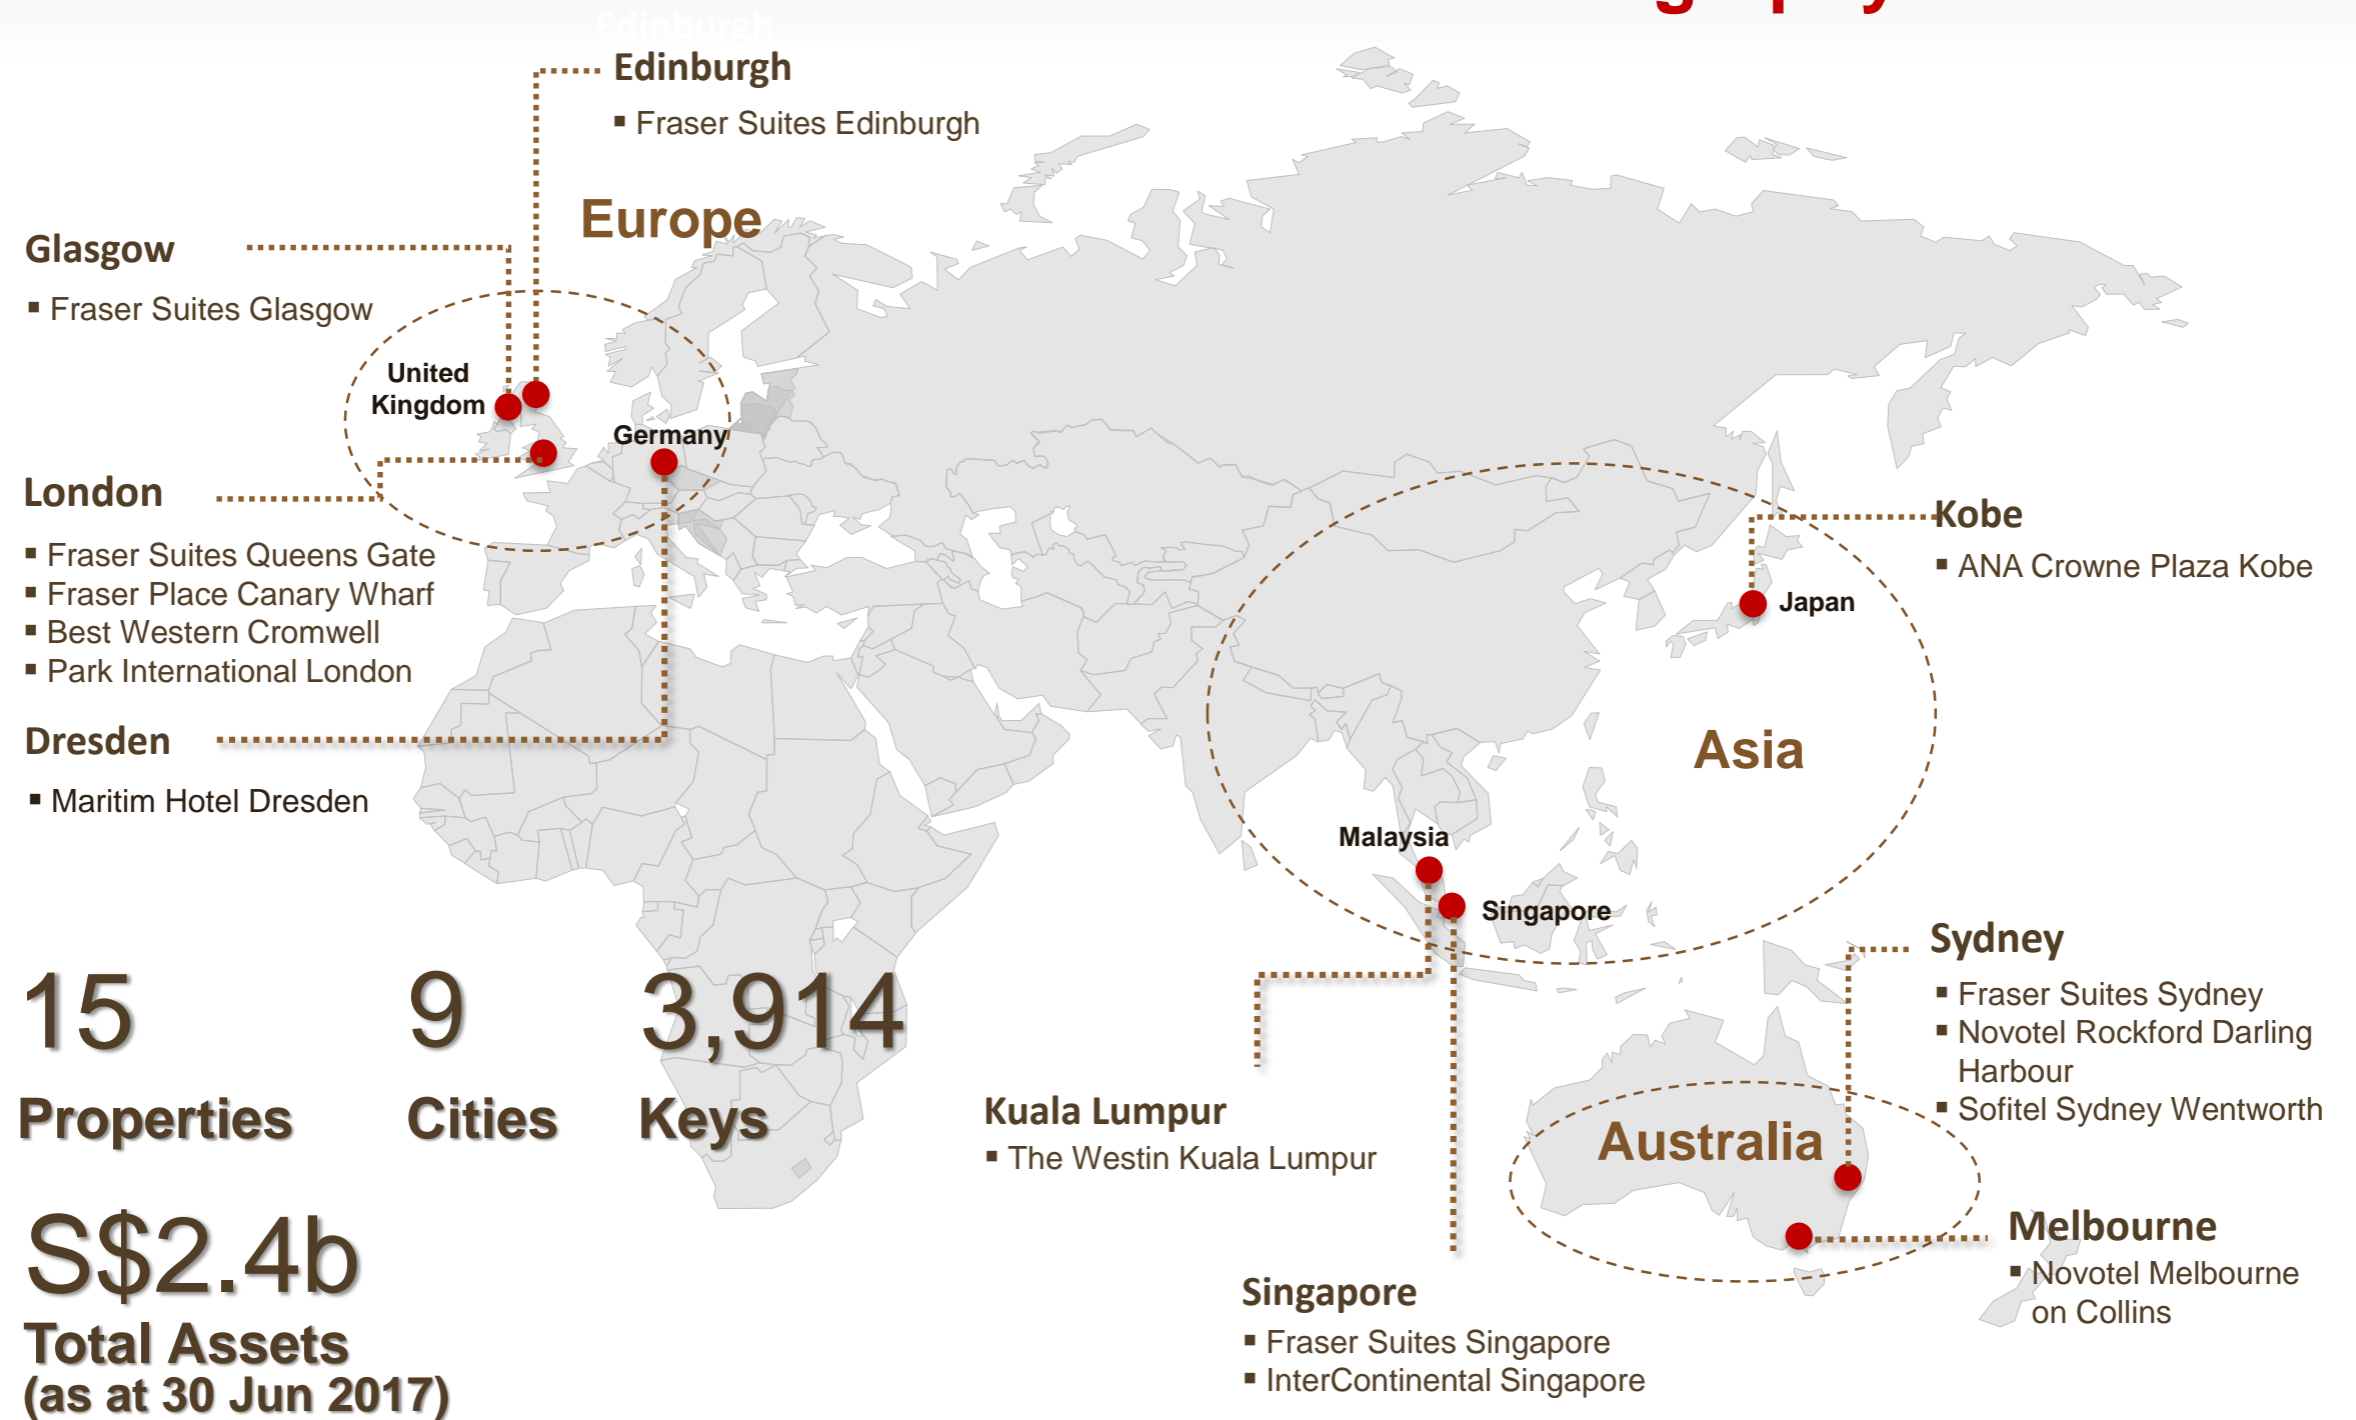 Edinburgh
Edinburgh
▪ Fraser Suites Edinburgh
Europe
Glasgow
▪ Fraser Suites Glasgow
United
Kingdom
Germany
London
▪ Fraser Suites Queens Gate
▪ Fraser Place Canary Wharf
▪ Best Western Cromwell
▪ Park International London
Dresden
▪ Maritim Hotel Dresden
Kobe
▪ ANA Crowne Plaza Kobe
Japan
Asia
Malaysia
Singapore
15
Properties
9
Cities
3,914
Keys
S$2.4b
Total Assets
(as at 30 Jun 2017)
Kuala Lumpur
▪ The Westin Kuala Lumpur
Singapore
▪ Fraser Suites Singapore
▪ InterContinental Singapore
Sydney
▪ Fraser Suites Sydney
▪ Novotel Rockford Darling
Harbour
▪ Sofitel Sydney Wentworth
Australia
Melbourne
▪ Novotel Melbourne
on Collins